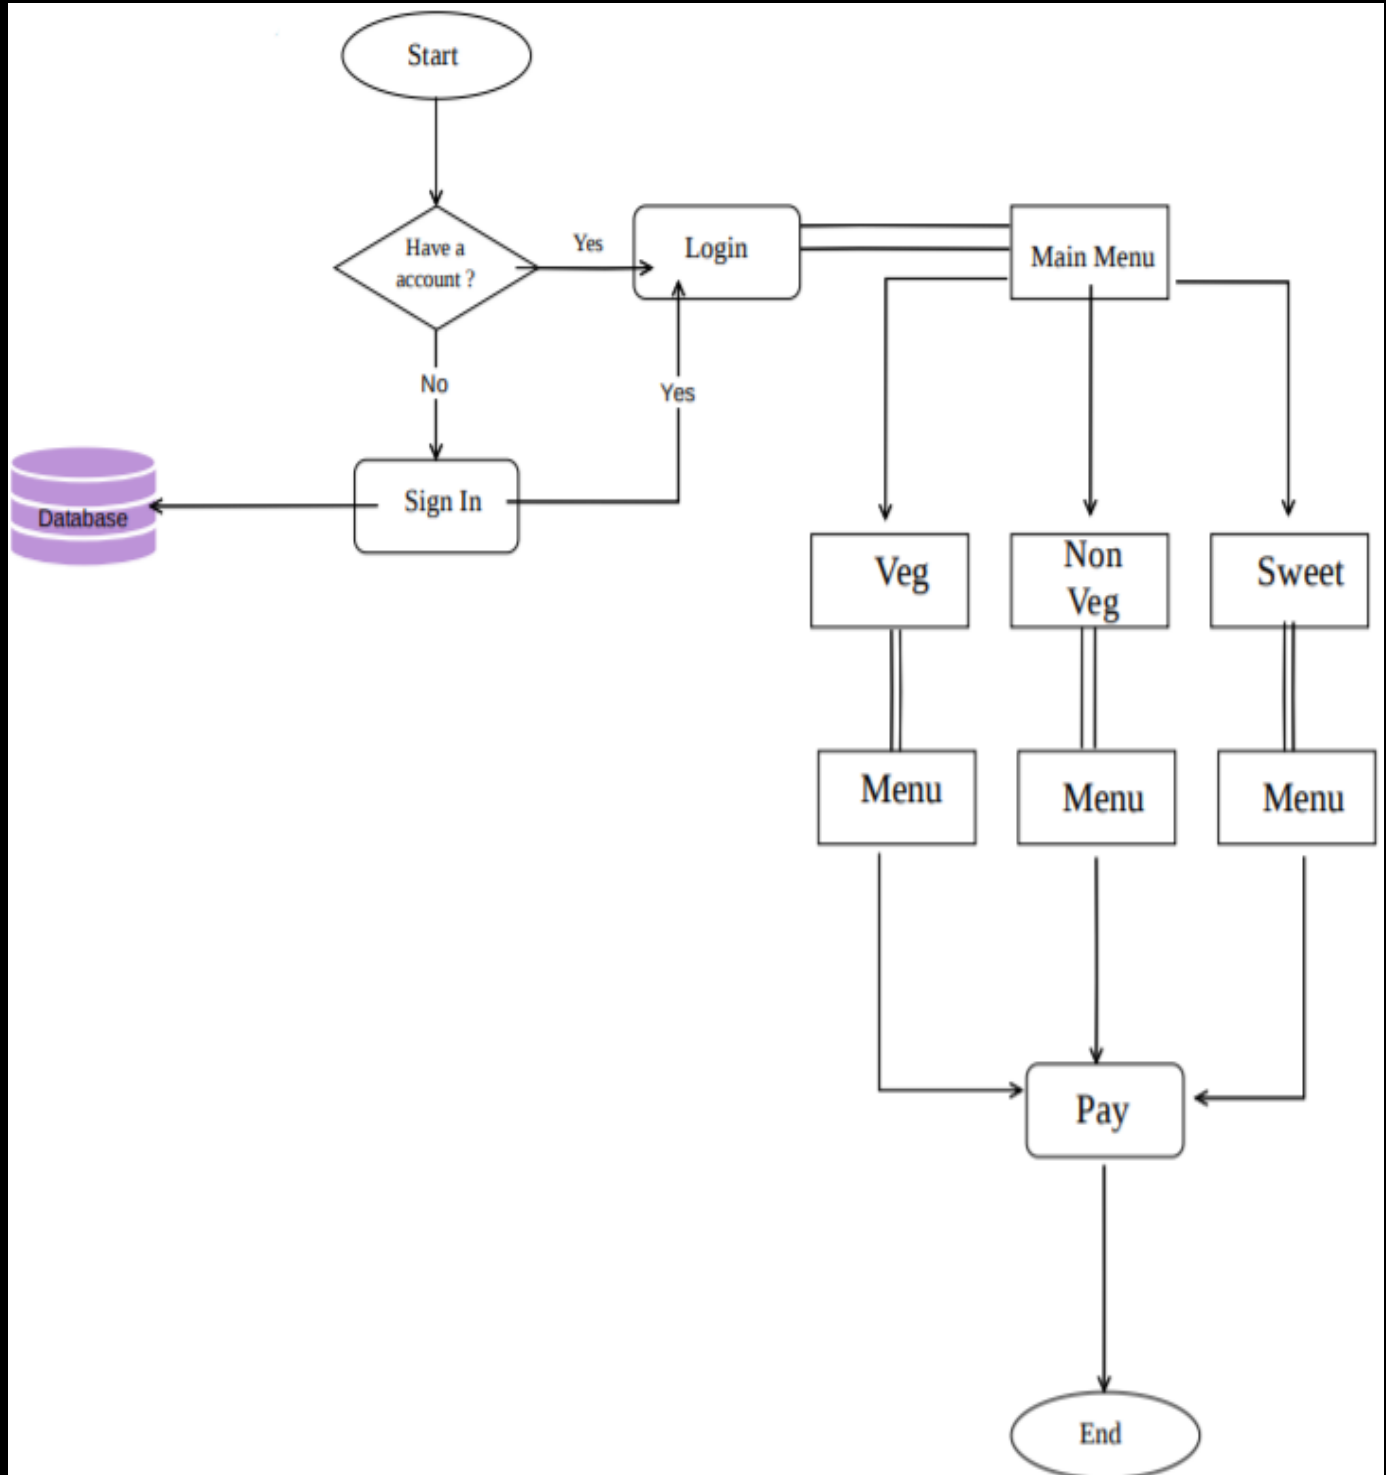 Start
Have a
account ?
Yes
Login
Main Menu
No
Yes
Database
Sign In
Veg
Non
Veg
Sweet
Menu
Menu
Menu
Pay
End